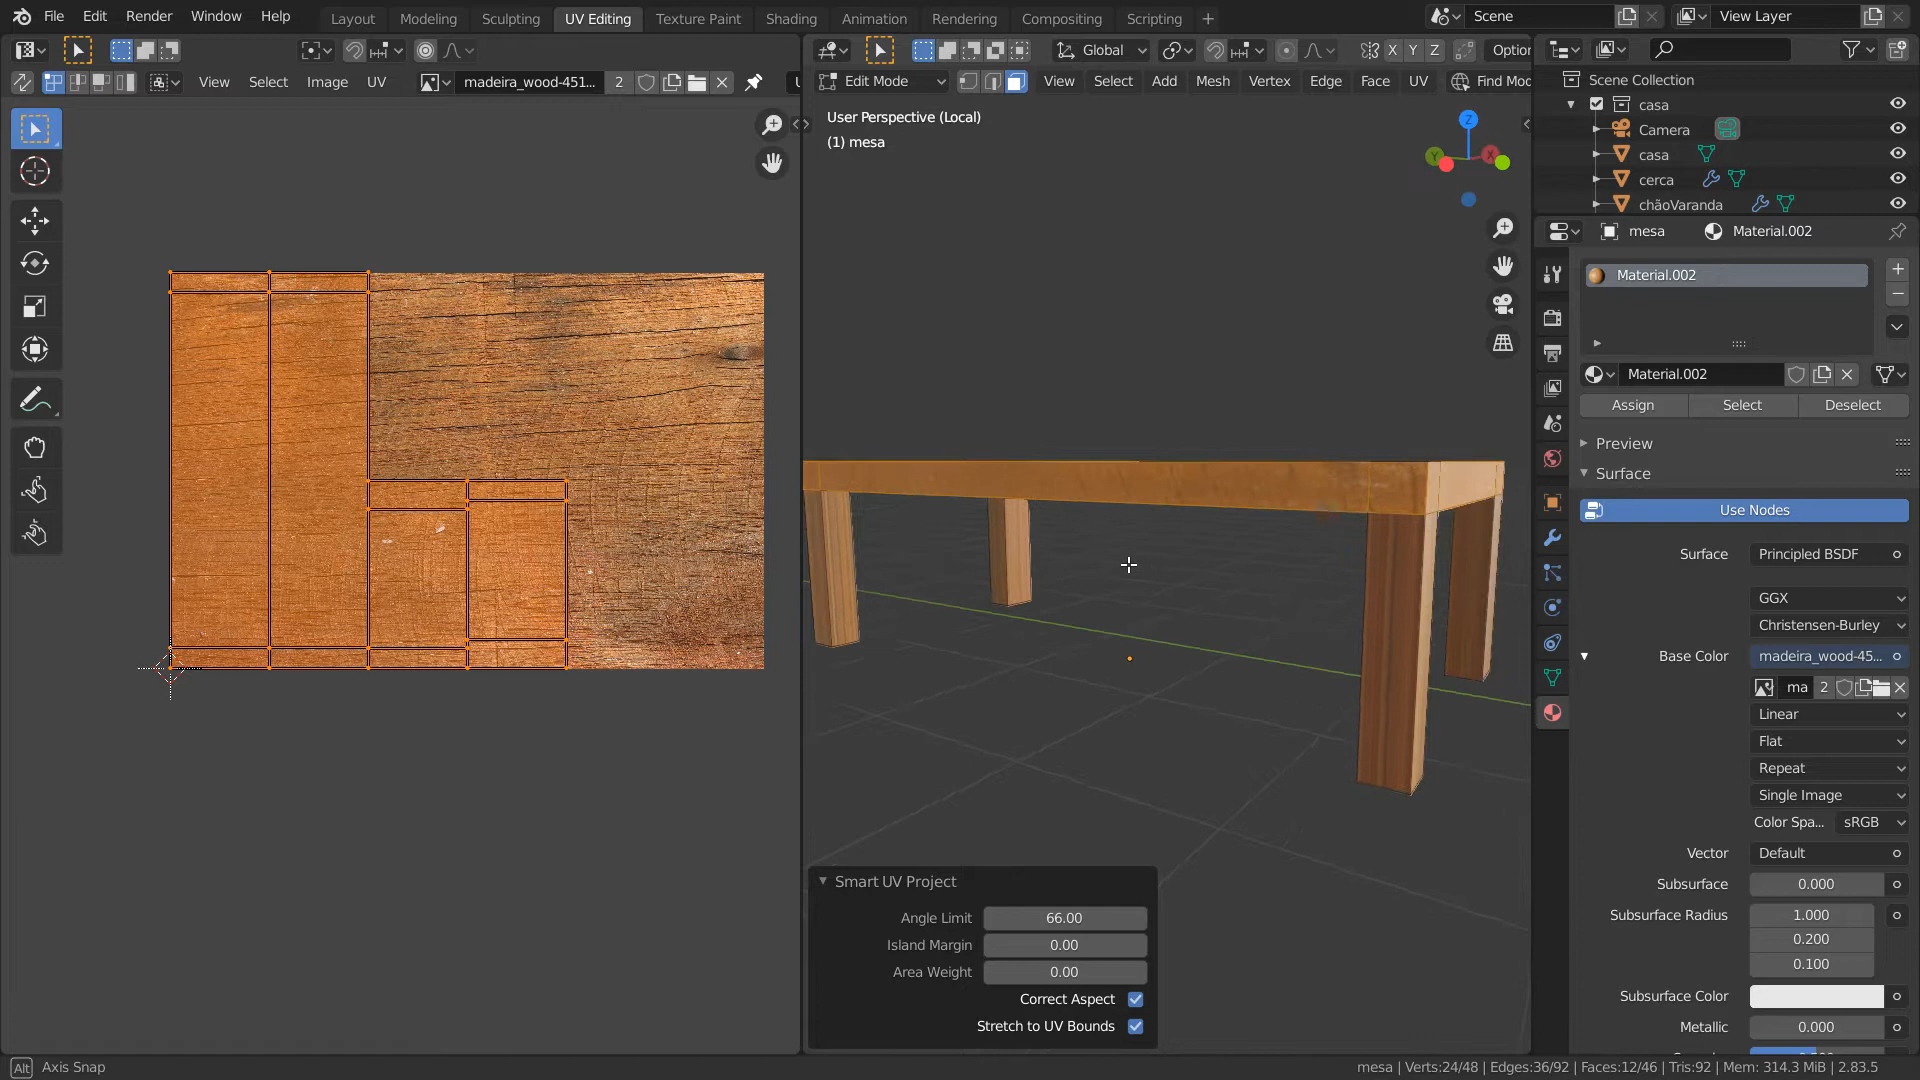 File Edit Render Window Help Layout Modeling Sculpting UV Editing Texture Paint Shading Animation Rendering Compositing Scripting + Scene View Layer
Global X Y Z Option
View Select Image UV madeira_wood-451... 2 U Edit Mode View Select Add Mesh Vertex Edge Face UV Find Mod
User Perspective (Local)
(1) mesa
Z
Y X
Scene Collection
casa
Camera
casa
cerca
chãoVaranda
mesa Material.002
Material.002
Material.002
Assign Select Deselect
Preview
Surface
Use Nodes
Surface Principled BSDF
GGX
Christensen-Burley
Base Color madeira_wood-45...
ma 2
Linear
Flat
Repeat
Single Image
Color Spa... sRGB
Vector Default
Subsurface 0.000
Subsurface Radius 1.000
0.200
0.100
Subsurface Color
Metallic 0.000
Smart UV Project
Angle Limit 66.00
Island Margin 0.00
Area Weight 0.00
Correct Aspect
Stretch to UV Bounds
Alt Axis Snap
mesa | Verts:24/48 | Edges:36/92 | Faces:12/46 | Tris:92 | Mem: 314.3 MiB | 2.83.5